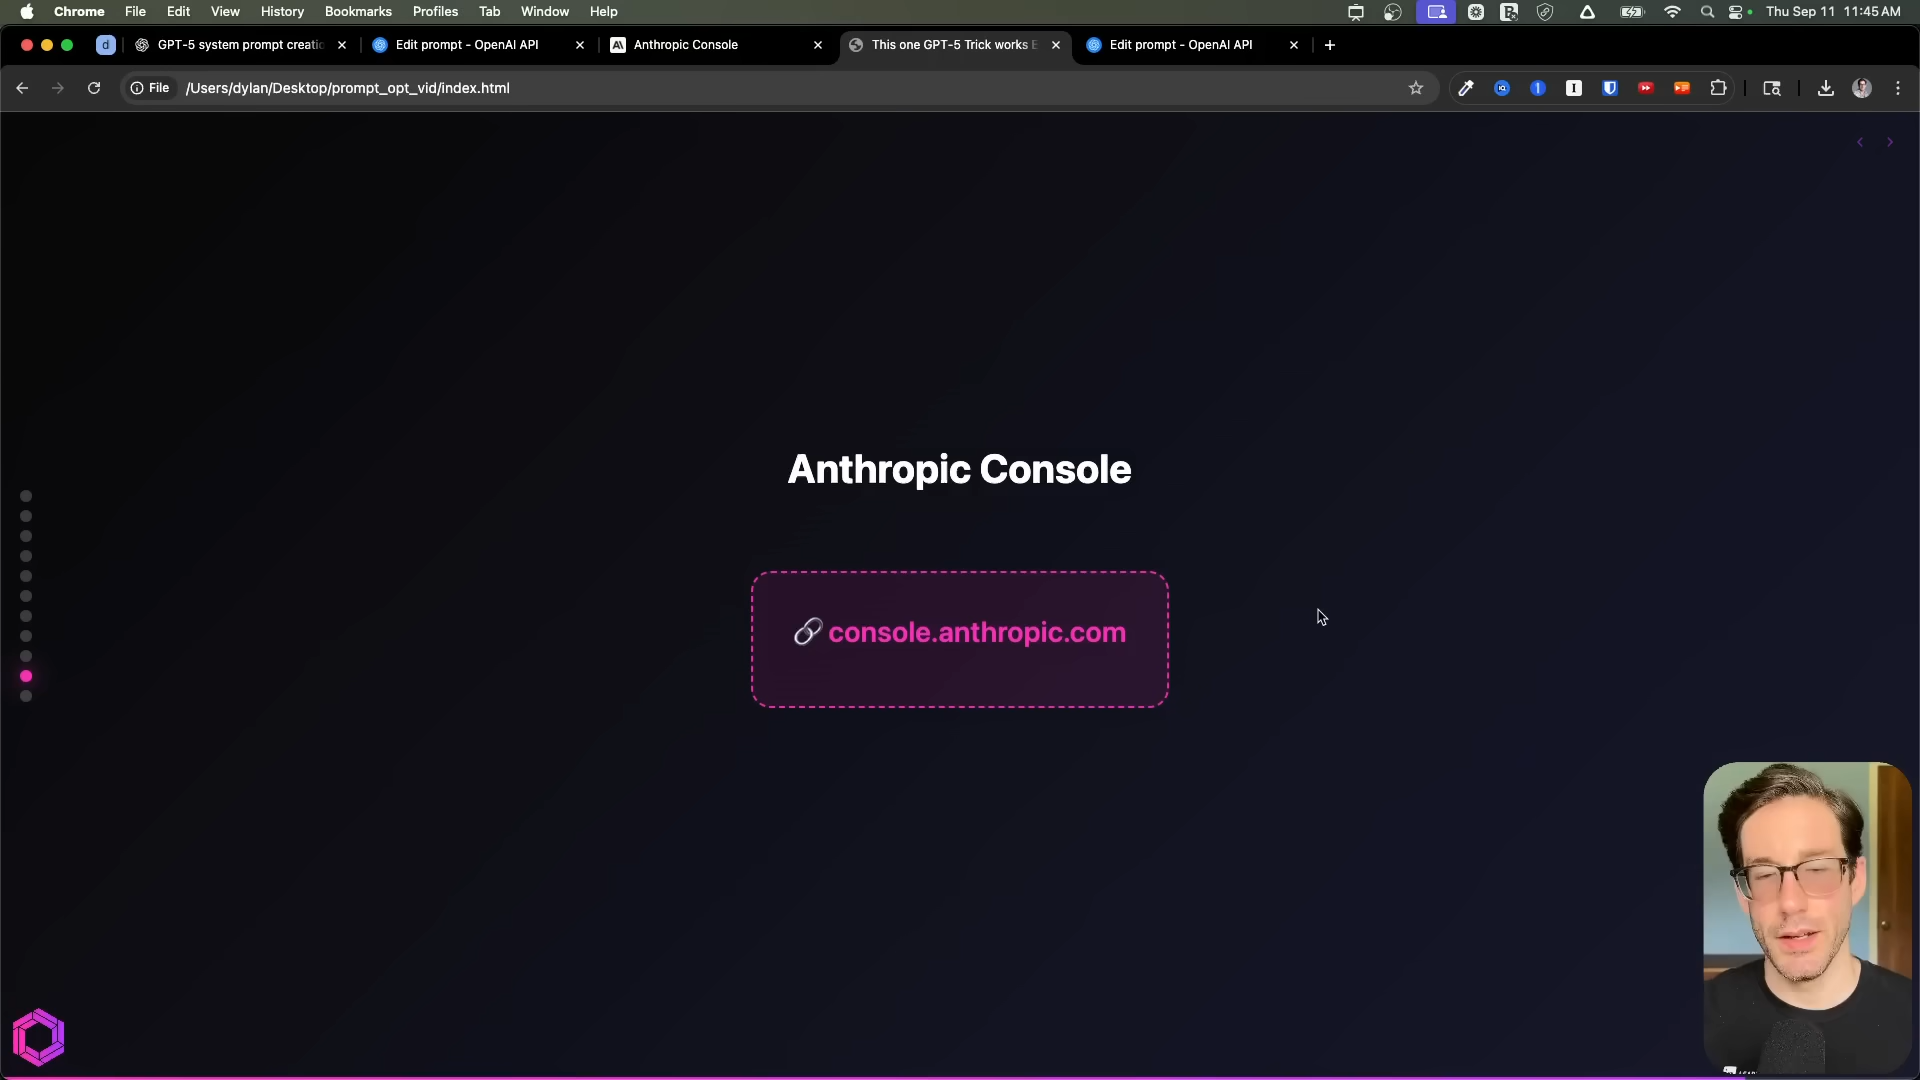 Chrome File Edit View History Bookmarks Profiles Tab Window Help Thu Sep 11 11:45 AM
d GPT-5 system prompt creatio Edit prompt - OpenAI API Anthropic Console This one GPT-5 Trick works E Edit prompt - OpenAI API
File /Users/dylan/Desktop/prompt_opt_vid/index.html
Anthropic Console
console.anthropic.com